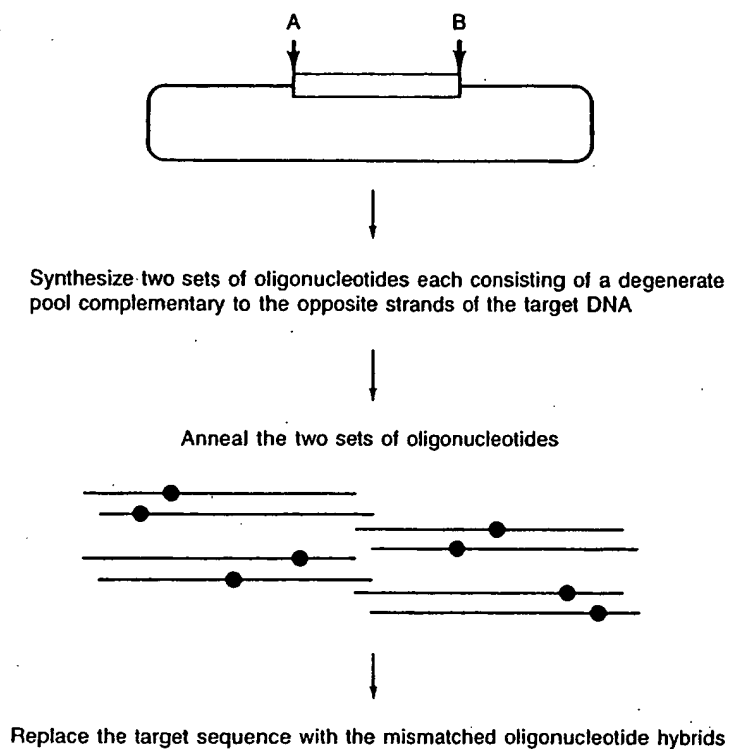 A B
Synthesize two sets of oligonucleotides each consisting of a degenerate
pool complementary to the opposite strands of the target DNA
Anneal the two sets of oligonucleotides
Replace the target sequence with the mismatched oligonucleotide hybrids